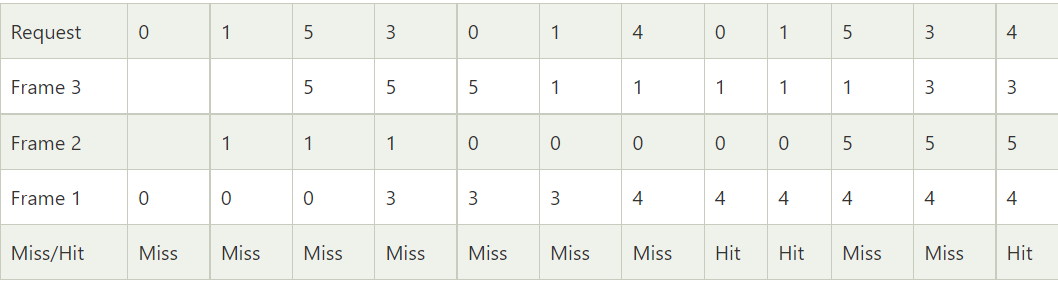 Request 0 1 5 3 0 1 4 0 1 5 3 4
Frame 3 5 5 5 1 1 1 1 1 3 3
Frame 2 1 1 1 0 0 0 0 0 5 5 5
Frame 1 0 0 0 3 3 3 4 4 4 4 4 4
Miss/Hit Miss Miss Miss Miss Miss Miss Miss Hit Hit Miss Miss Hit